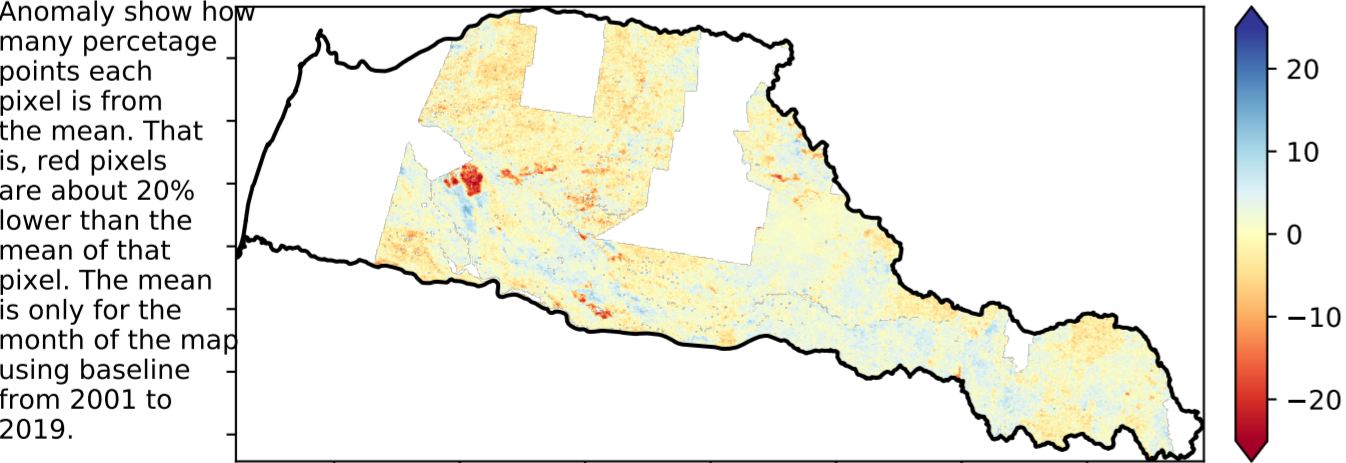 Anomaly show how
many percetage
points each
pixel is from
the mean. That
is, red pixels
are about 20%
lower than the
mean of that
pixel. The mean
is only for the
month of the map
using baseline
from 2001 to
2019.
20
10
0
−10
−20